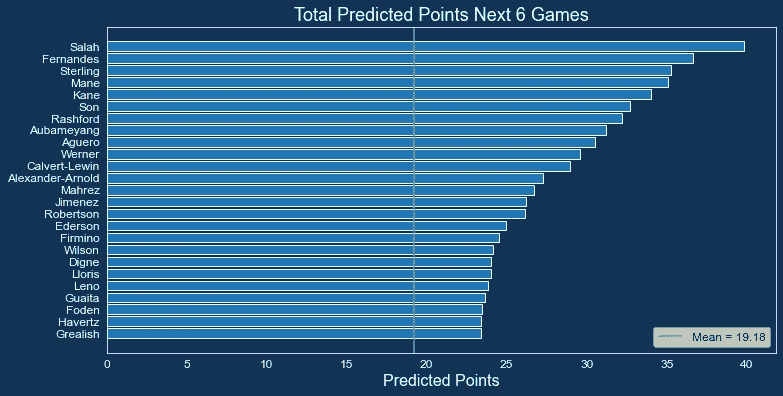 Total Predicted Points Next 6 Games
Salah
Fernandes
Sterling
Mane
Kane
Son
Rashford
Aubameyang
Aguero
Werner
Calvert-Lewin
Alexander-Arnold
Mahrez
Jimenez
Robertson
Ederson
Firmino
Wilson
Digne
Lloris
Leno
Guaita
Foden
Havertz
Grealish
Mean = 19.18
0 5 10 15 20 25 30 35 40
Predicted Points